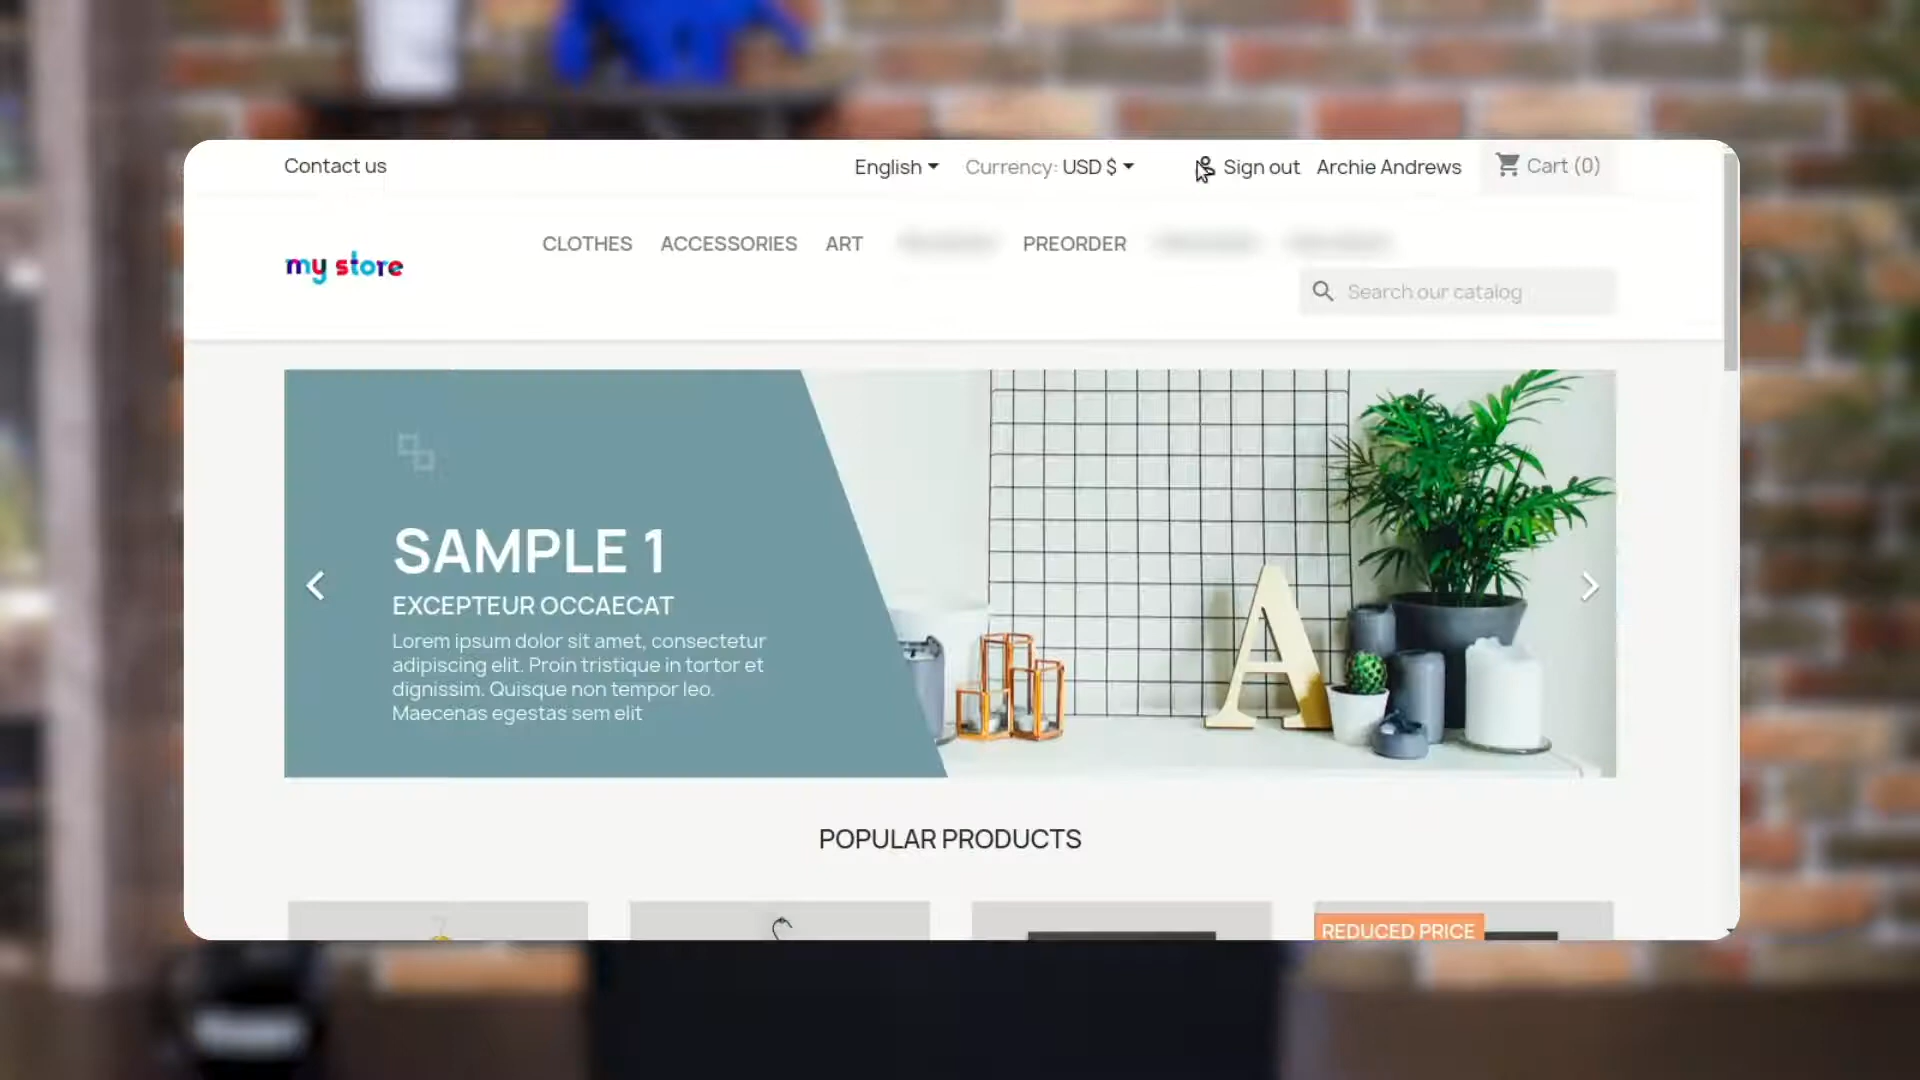 Contact us
English
Currency: USD $
Sign out
Archie Andrews
Cart (0)
my store
CLOTHES
ACCESSORIES
ART
PREORDER
Search our catalog
SAMPLE 1
EXCEPTEUR OCCAECAT
Lorem ipsum dolor sit amet, consectetur
adipiscing elit. Proin tristique in tortor et
dignissim. Quisque non tempor leo.
Maecenas egestas sem elit
A
POPULAR PRODUCTS
REDUCED PRICE